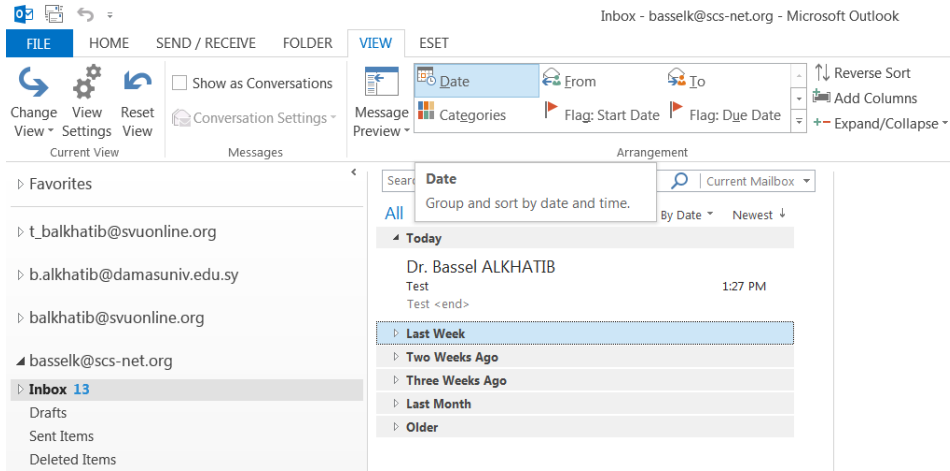 Inbox - basselk@scs-net.org - Microsoft Outlook
FILE HOME SEND / RECEIVE FOLDER VIEW ESET
Change View
View Settings
Reset View
Current View
Show as Conversations
Conversation Settings
Messages
Message Preview
Date From To
Categories Flag: Start Date Flag: Due Date
Reverse Sort
Add Columns
Expand/Collapse
Arrangement
Date
Group and sort by date and time.
Favorites
t_balkhatib@svuonline.org
b.alkhatib@damasuniv.edu.sy
balkhatib@svuonline.org
basselk@scs-net.org
Inbox 13
Drafts
Sent Items
Deleted Items
Current Mailbox
All By Date Newest
Today
Dr. Bassel ALKHATIB
Test 1:27 PM
Test <end>
Last Week
Two Weeks Ago
Three Weeks Ago
Last Month
Older